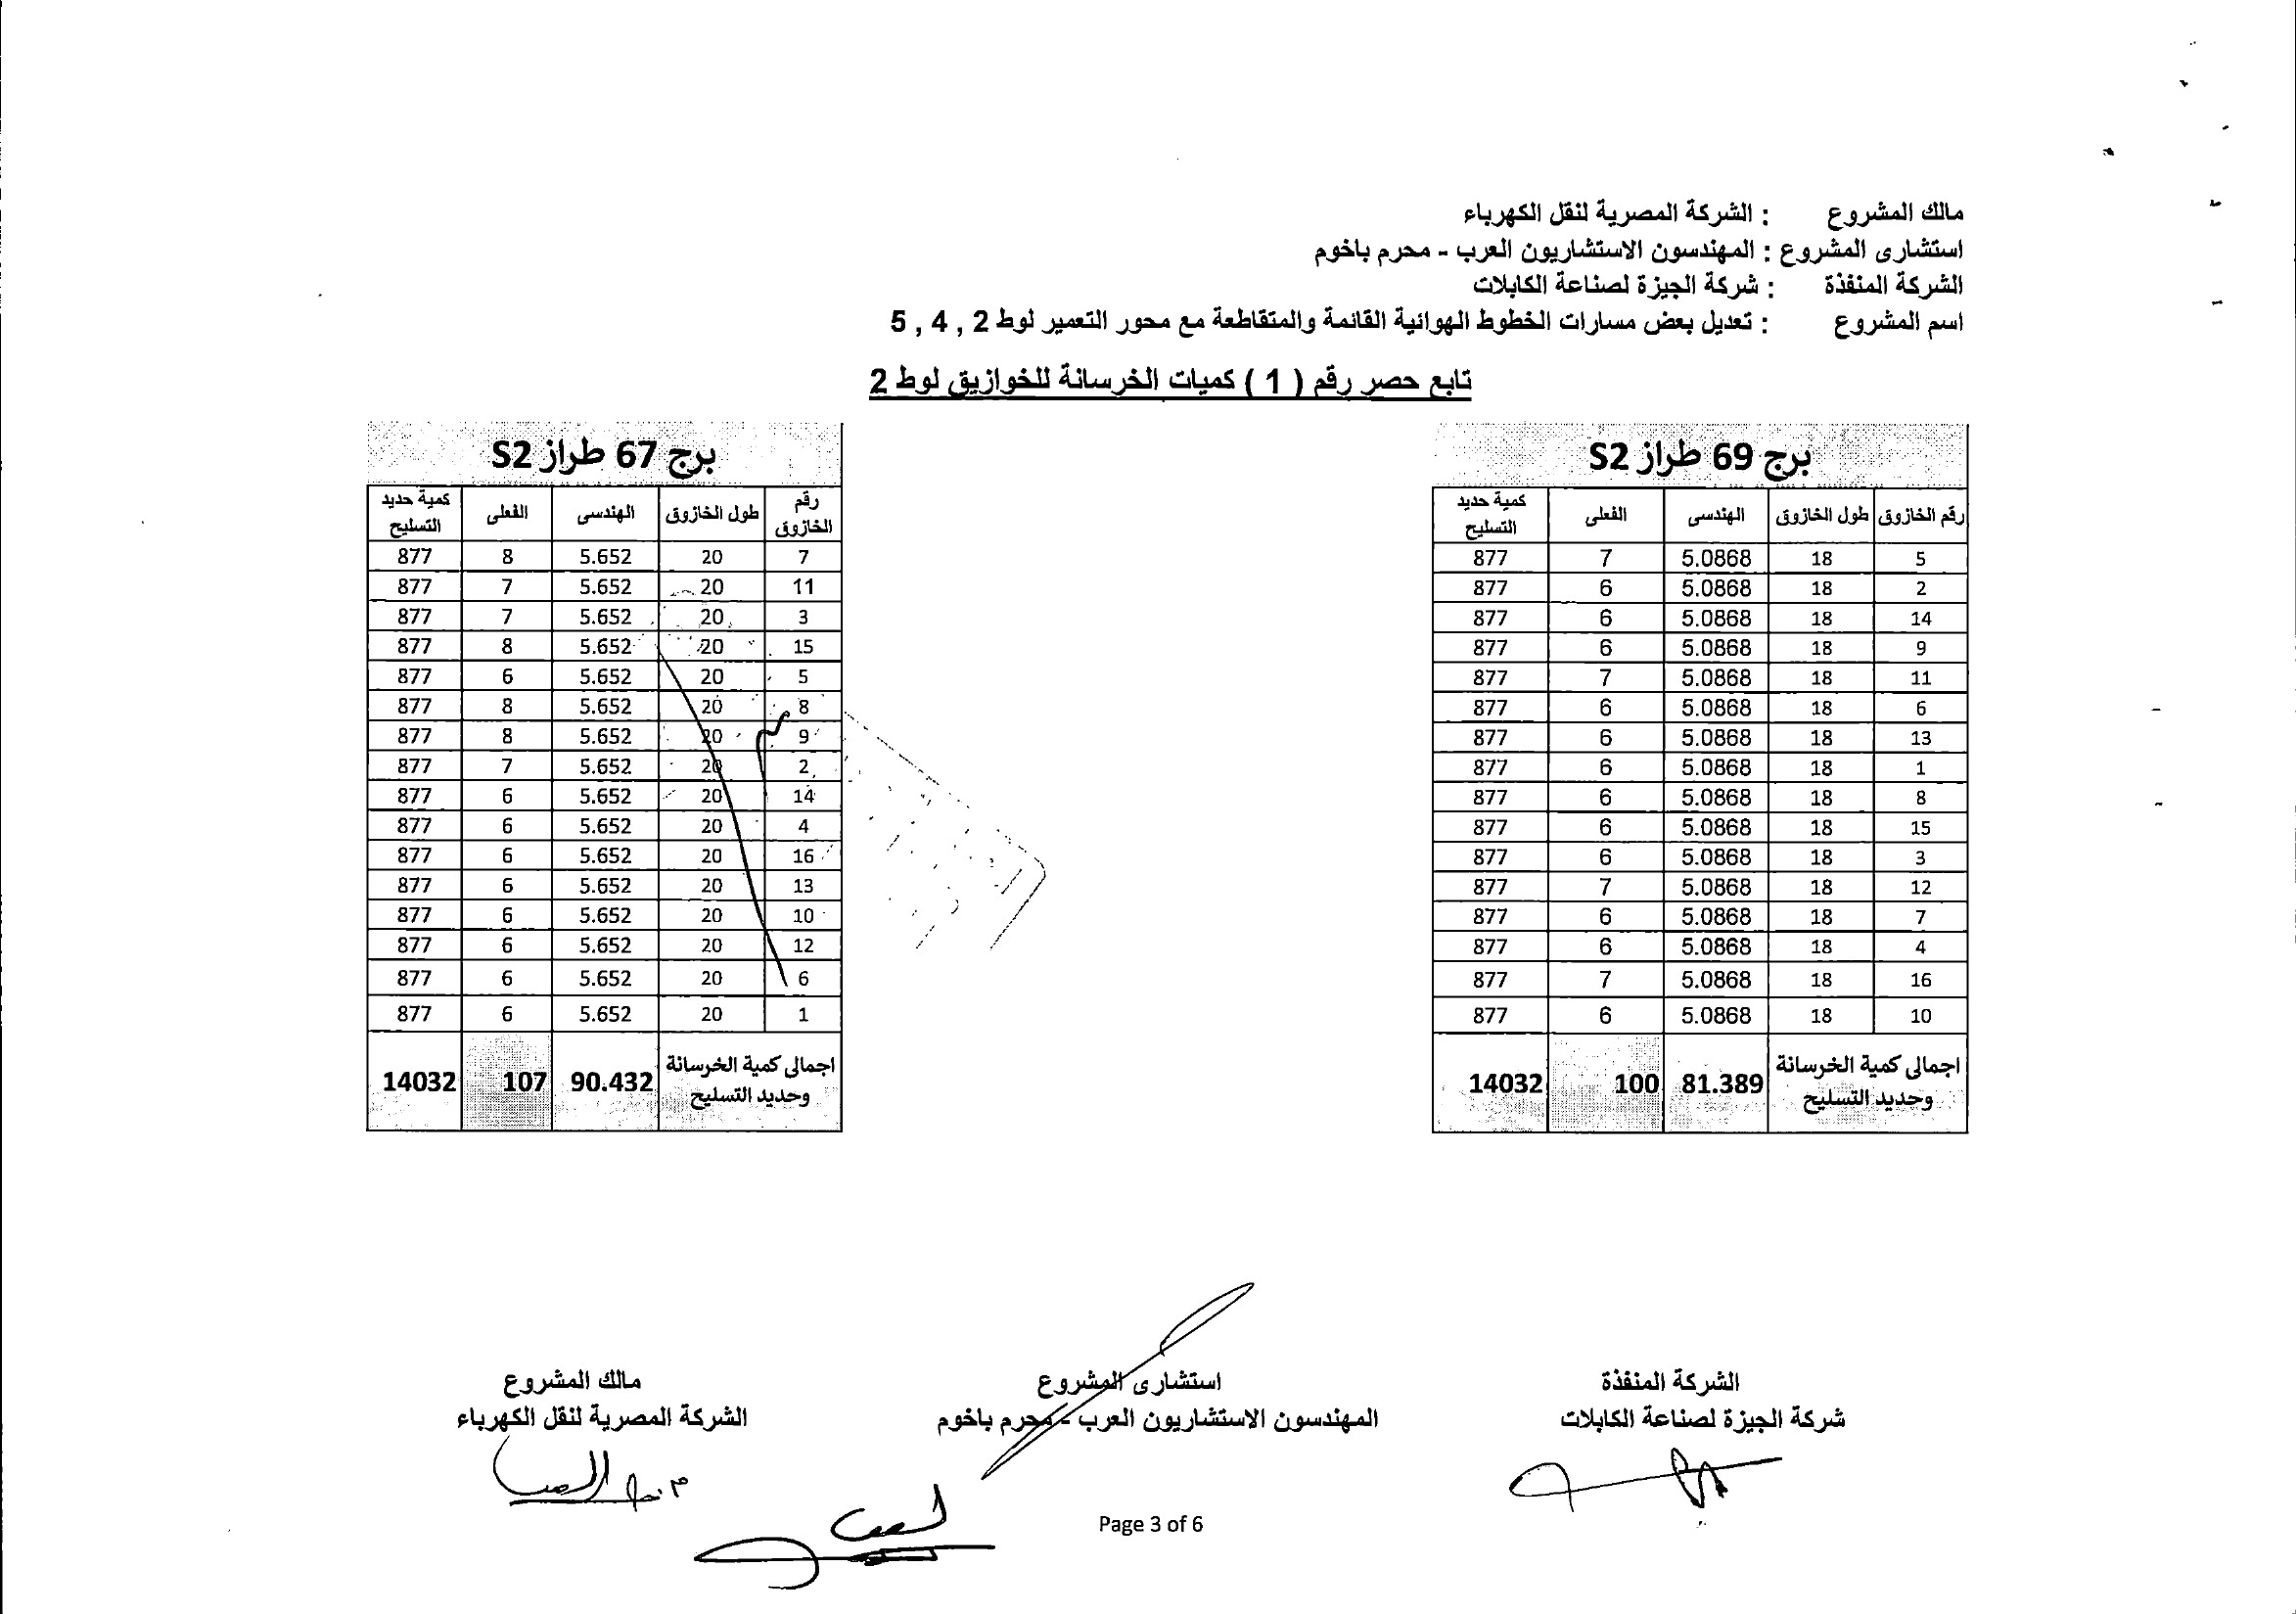 مالك المشروع : الشركة المصرية لنقل الكهرباء
استشارى المشروع : المهندسون الاستشاريون العرب - محرم باخوم
الشركة المنفذة : شركة الجيزة لصناعة الكابلات
اسم المشروع : تعديل بعض مسارات الخطوط الهوائية القائمة والمتقاطعة مع محور التعمير لوط 2 , 4 , 5
تابع حصر رقم ( 1 ) كميات الخرسانة للخوازيق لوط 2
برج 69 طراز S2
رقم الخازوق طول الخازوق الهندسى الفعلى كمية حديد التسليح
5 18 5.0868 7 877
2 18 5.0868 6 877
14 18 5.0868 6 877
9 18 5.0868 6 877
11 18 5.0868 7 877
6 18 5.0868 6 877
13 18 5.0868 6 877
1 18 5.0868 6 877
8 18 5.0868 6 877
15 18 5.0868 6 877
3 18 5.0868 6 877
12 18 5.0868 7 877
7 18 5.0868 6 877
4 18 5.0868 6 877
16 18 5.0868 7 877
10 18 5.0868 6 877
اجمالى كمية الخرسانة وحديد التسليح 81.389 100 14032
برج 67 طراز S2
رقم الخازوق طول الخازوق الهندسى الفعلى كمية حديد التسليح
7 20 5.652 8 877
11 20 5.652 7 877
3 20 5.652 7 877
15 20 5.652 8 877
5 20 5.652 6 877
8 20 5.652 8 877
9 20 5.652 8 877
2 20 5.652 7 877
14 20 5.652 6 877
4 20 5.652 6 877
16 20 5.652 6 877
13 20 5.652 6 877
10 20 5.652 6 877
12 20 5.652 6 877
6 20 5.652 6 877
1 20 5.652 6 877
اجمالى كمية الخرسانة وحديد التسليح 90.432 107 14032
الشركة المنفذة
شركة الجيزة لصناعة الكابلات
استشارى المشروع
المهندسون الاستشاريون العرب - محرم باخوم
مالك المشروع
الشركة المصرية لنقل الكهرباء
Page 3 of 6